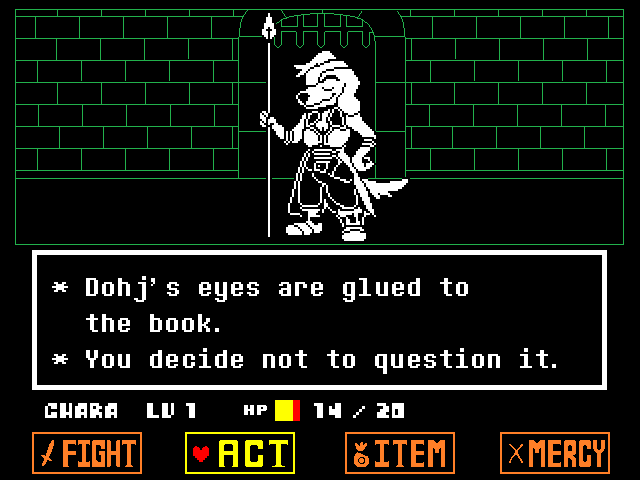 * Dohj's eyes are glued to
the book.
* You decide not to question it.
CHARA LV 1 HP 14 / 20
FIGHT ACT ITEM MERCY